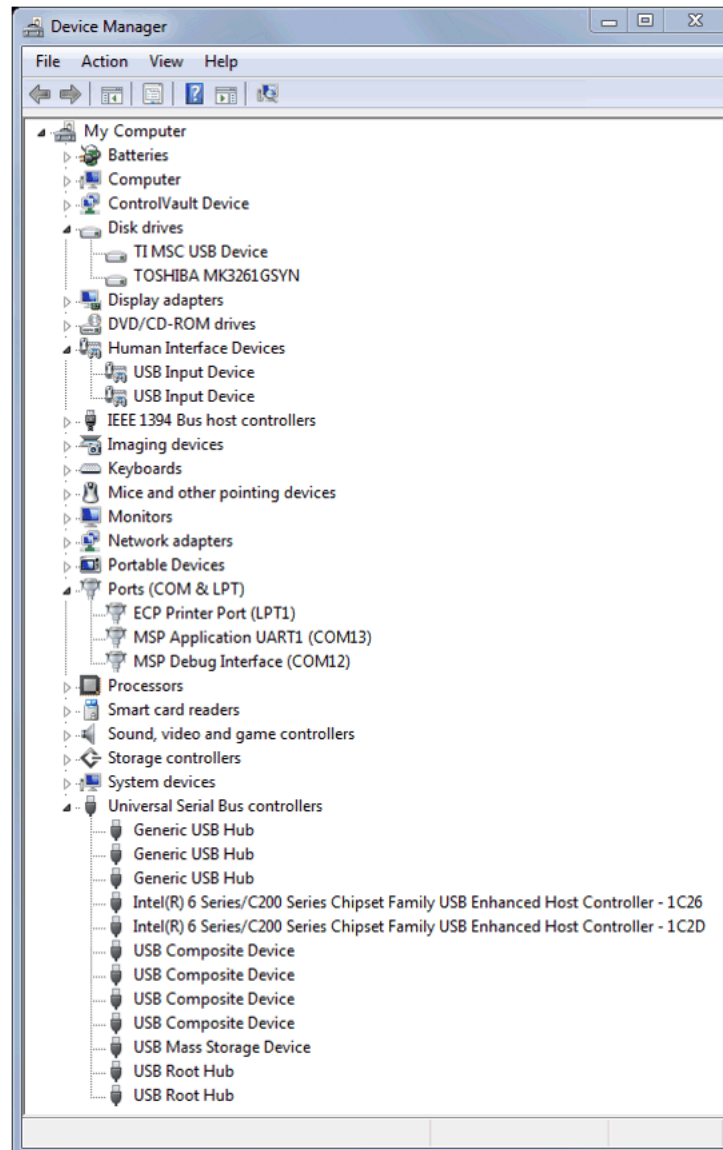 Device Manager
File Action View Help
My Computer
Batteries
Computer
ControlVault Device
Disk drives
TI MSC USB Device
TOSHIBA MK3261GSYN
Display adapters
DVD/CD-ROM drives
Human Interface Devices
USB Input Device
USB Input Device
IEEE 1394 Bus host controllers
Imaging devices
Keyboards
Mice and other pointing devices
Monitors
Network adapters
Portable Devices
Ports (COM & LPT)
ECP Printer Port (LPT1)
MSP Application UART1 (COM13)
MSP Debug Interface (COM12)
Processors
Smart card readers
Sound, video and game controllers
Storage controllers
System devices
Universal Serial Bus controllers
Generic USB Hub
Generic USB Hub
Generic USB Hub
Intel(R) 6 Series/C200 Series Chipset Family USB Enhanced Host Controller - 1C26
Intel(R) 6 Series/C200 Series Chipset Family USB Enhanced Host Controller - 1C2D
USB Composite Device
USB Composite Device
USB Composite Device
USB Composite Device
USB Mass Storage Device
USB Root Hub
USB Root Hub